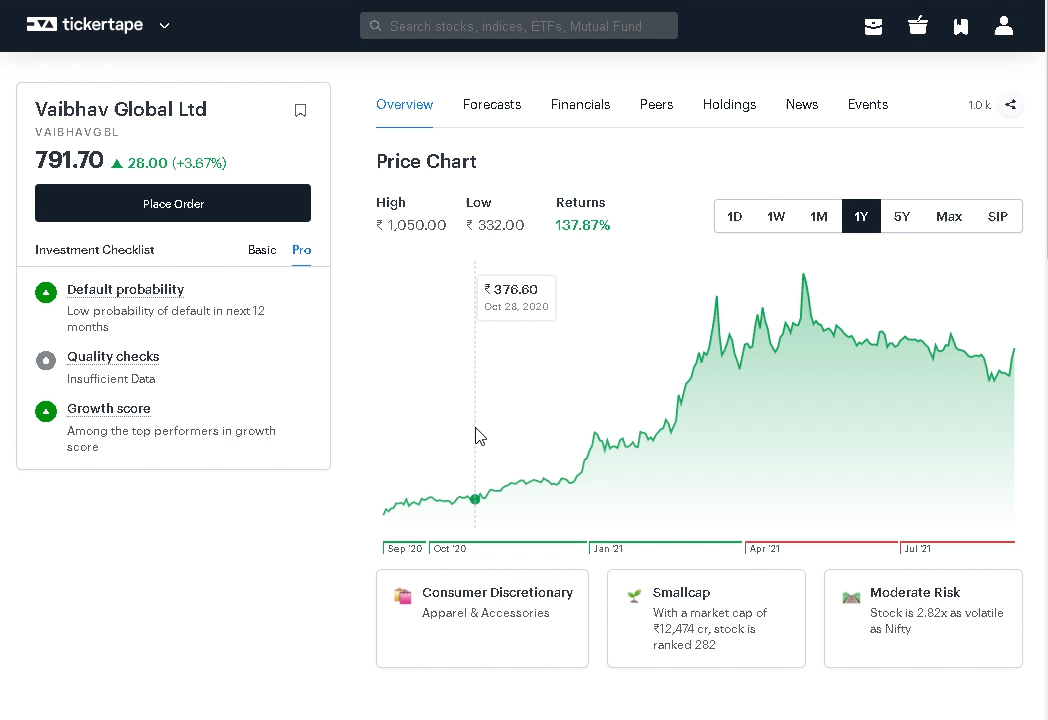 tickertape
Search stocks, indices, ETFs, Mutual Fund
Vaibhav Global Ltd
VAIBHAVGBL
791.70 ▲ 28.00 (+3.67%)
Place Order
Investment Checklist Basic Pro
Default probability
Low probability of default in next 12
months
Quality checks
Insufficient Data
Growth score
Among the top performers in growth
score
Overview Forecasts Financials Peers Holdings News Events 1.0 k
Price Chart
High Low Returns
₹ 1,050.00 ₹ 332.00 137.87%
1D 1W 1M 1Y 5Y Max SIP
₹ 376.60
Oct 28, 2020
Sep '20 Oct '20 Jan '21 Apr '21 Jul '21
Consumer Discretionary
Apparel & Accessories
Smallcap
With a market cap of
₹12,474 cr, stock is
ranked 282
Moderate Risk
Stock is 2.82x as volatile
as Nifty